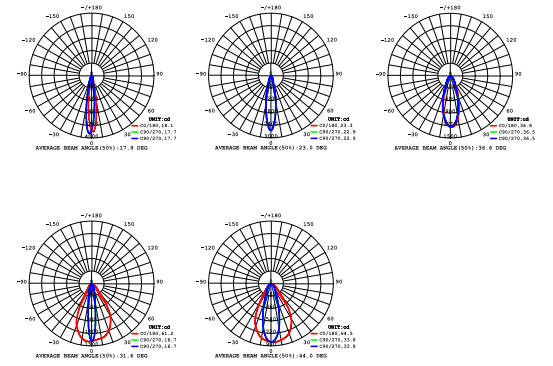 -/+180
-150 150
-120 120
-90 90
-60 60
-30 30
0
UNIT:cd
C0/180,18.1
C90/270,17.7
C90/270,17.7
AVERAGE BEAM ANGLE(50%):17.9 DEG
-/+180
-150 150
-120 120
-90 90
-60 60
-30 30
0
UNIT:cd
C0/180,23.3
C90/270,22.9
C90/270,22.9
AVERAGE BEAM ANGLE(50%):23.0 DEG
-/+180
-150 150
-120 120
-90 90
-60 60
-30 30
0
UNIT:cd
C0/180,36.8
C90/270,36.5
C90/270,36.5
AVERAGE BEAM ANGLE(50%):36.6 DEG
-/+180
-150 150
-120 120
-90 90
-60 60
-30 30
0
UNIT:cd
C0/180,61.2
C90/270,16.7
C90/270,16.7
AVERAGE BEAM ANGLE(50%):31.6 DEG
-/+180
-150 150
-120 120
-90 90
-60 60
-30 30
0
UNIT:cd
C0/180,64.5
C90/270,33.8
C90/270,33.8
AVERAGE BEAM ANGLE(50%):44.0 DEG